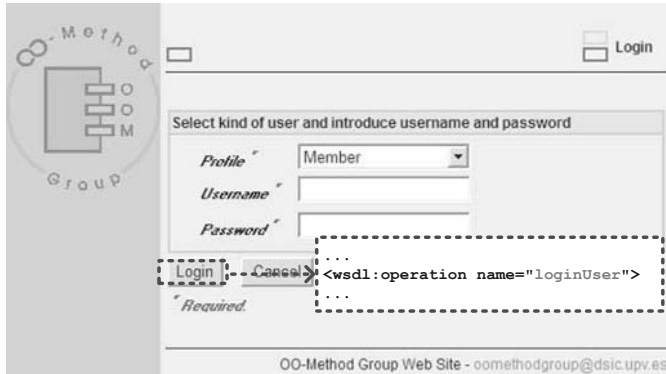 OO-Method
Group
OOM
Login
Select kind of user and introduce username and password
Profile *
Member
Username *
Password *
Login
Cancel
...
<wsdl:operation name="loginUser">
...
* Required.
OO-Method Group Web Site - oomethodgroup@dsic.upv.es